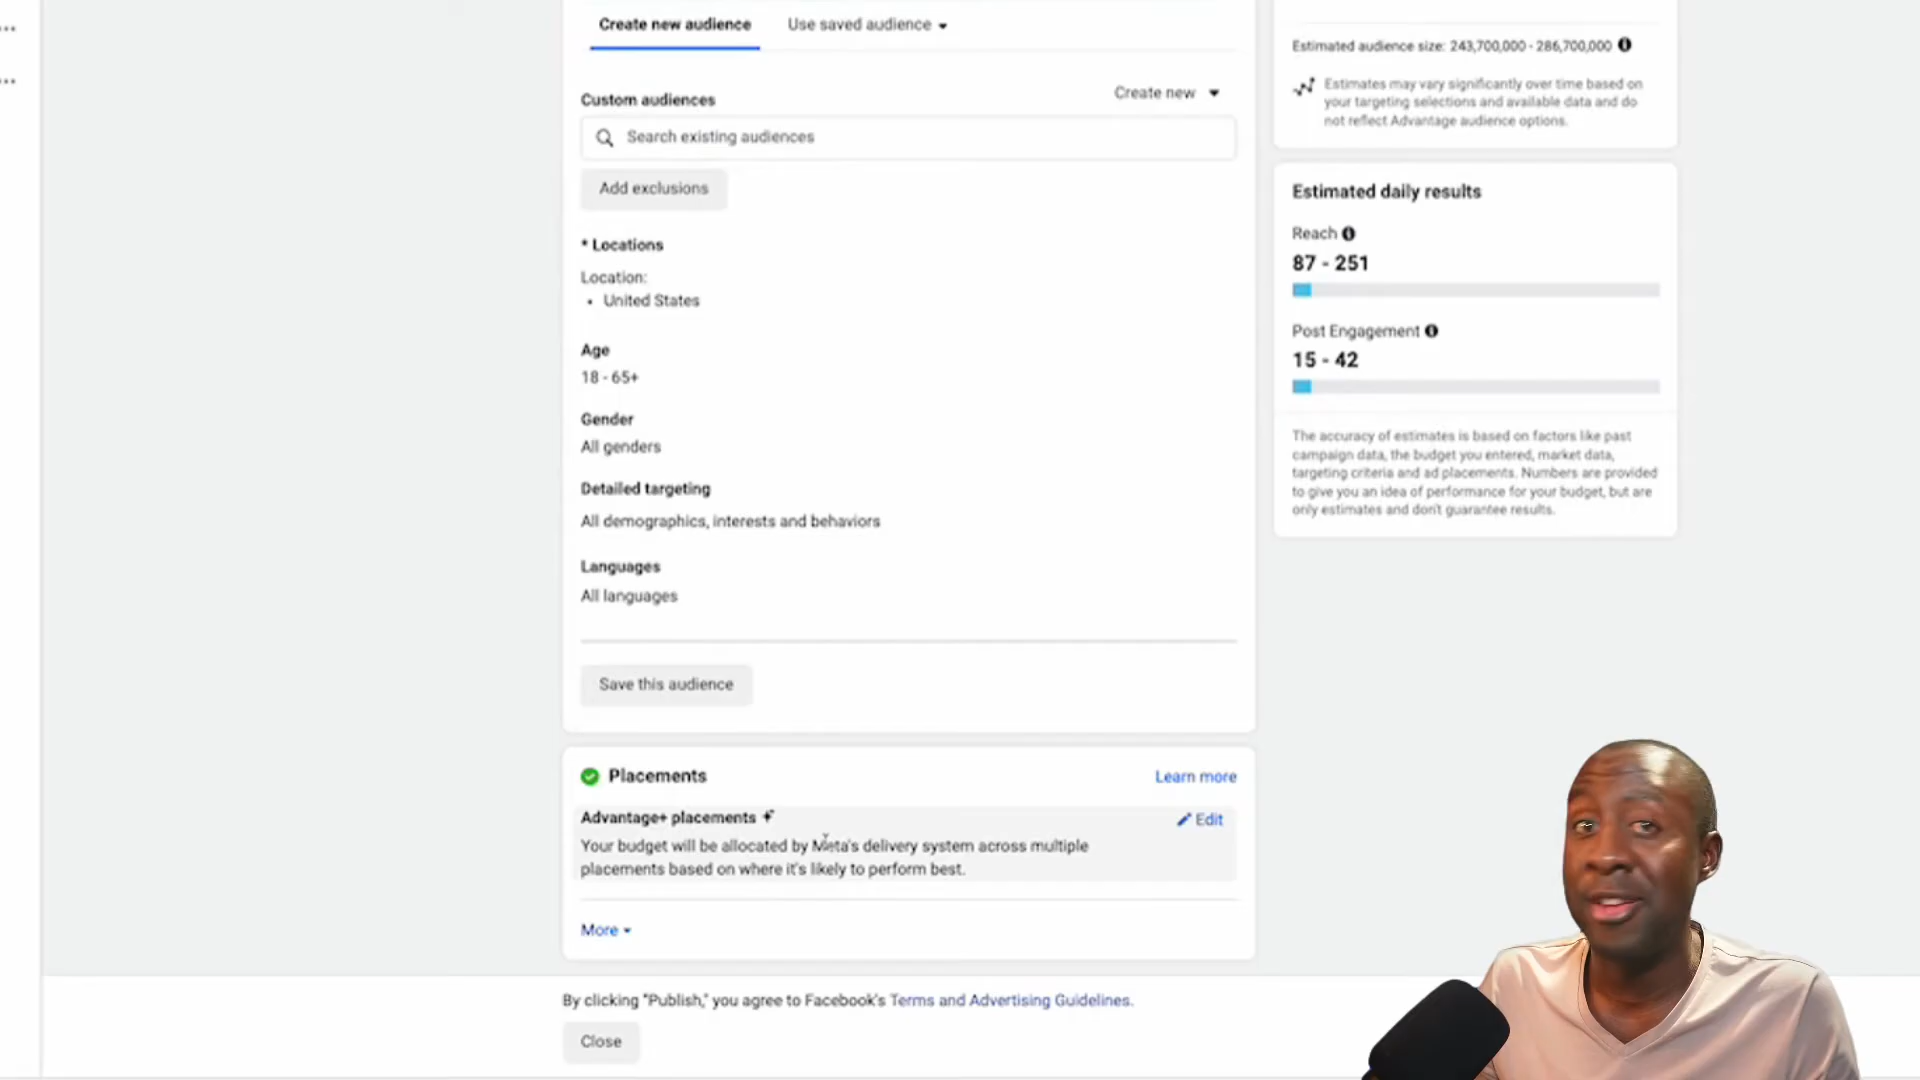 Create new audience
Use saved audience
Custom audiences
Create new
Search existing audiences
Add exclusions
* Locations
Location:
• United States
Age
18 - 65+
Gender
All genders
Detailed targeting
All demographics, interests and behaviors
Languages
All languages
Save this audience
Placements
Learn more
Advantage+ placements
Edit
Your budget will be allocated by Meta's delivery system across multiple
placements based on where it's likely to perform best.
More
By clicking "Publish," you agree to Facebook's Terms and Advertising Guidelines.
Close
Estimated audience size: 243,700,000 - 286,700,000
Estimates may vary significantly over time based on
your targeting selections and available data and do
not reflect Advantage audience options.
Estimated daily results
Reach
87 - 251
Post Engagement
15 - 42
The accuracy of estimates is based on factors like past
campaign data, the budget you entered, market data,
targeting criteria and ad placements. Numbers are provided
to give you an idea of performance for your budget, but are
only estimates and don't guarantee results.